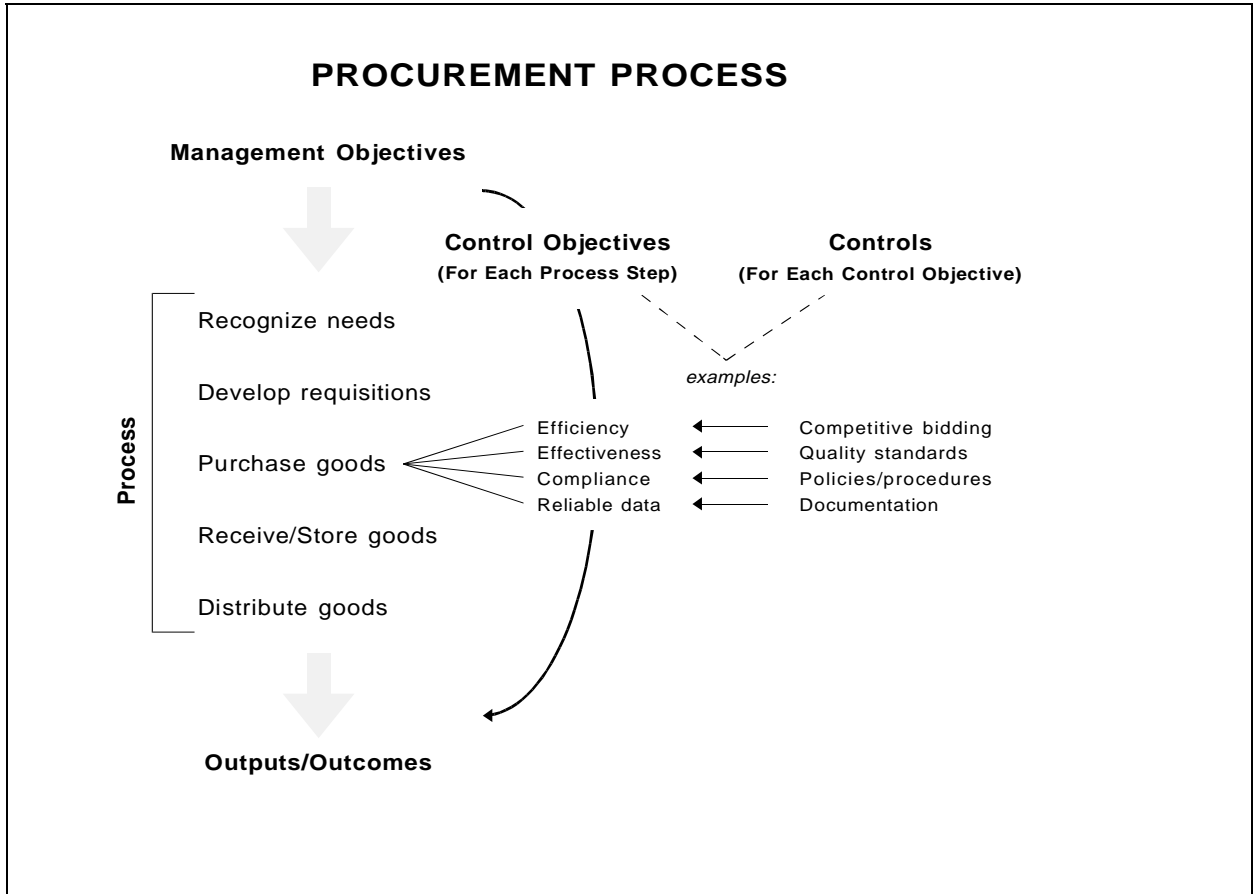 PROCUREMENT PROCESS
Management Objectives
Control Objectives
(For Each Process Step)
Controls
(For Each Control Objective)
examples:
Process
Recognize needs
Develop requisitions
Purchase goods
Receive/Store goods
Distribute goods
Efficiency
Effectiveness
Compliance
Reliable data
Competitive bidding
Quality standards
Policies/procedures
Documentation
Outputs/Outcomes